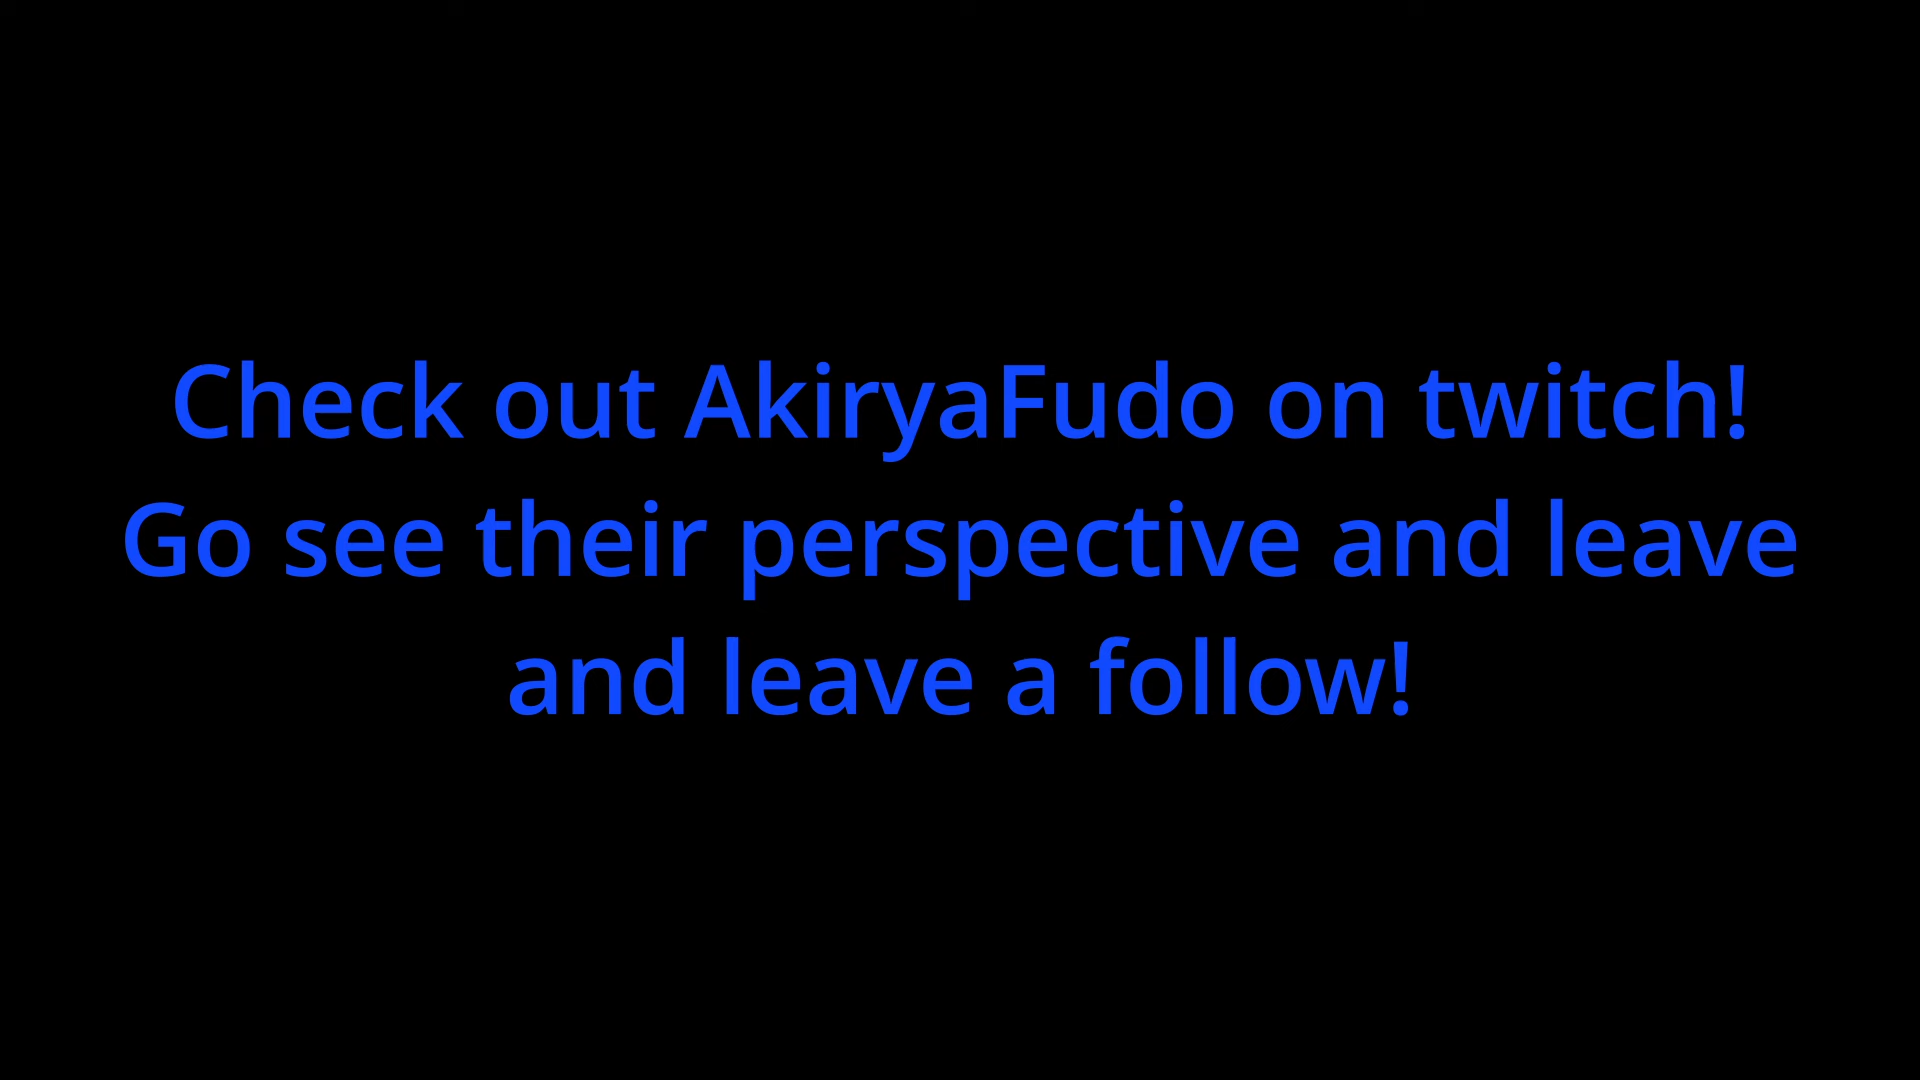 Check out AkiryaFudo on twitch!
Go see their perspective and leave
and leave a follow!